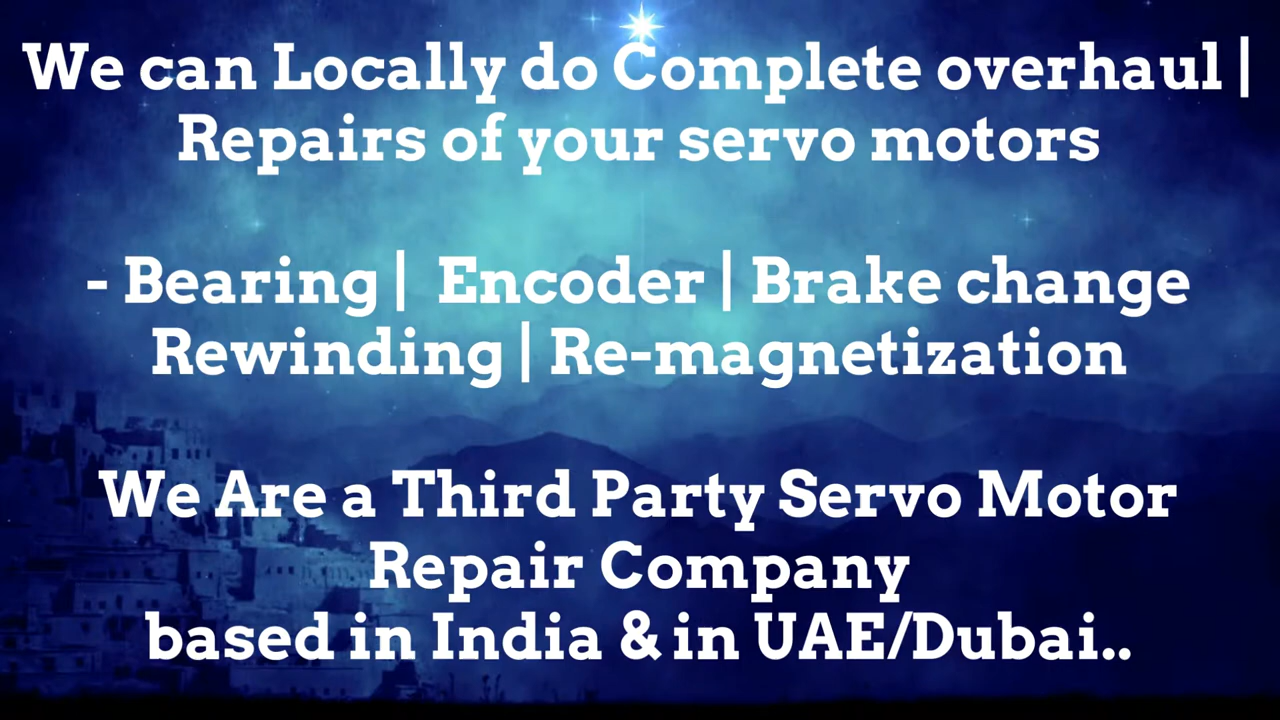 We can Locally do Complete overhaul |
Repairs of your servo motors
- Bearing |  Encoder | Brake change
Rewinding | Re-magnetization
We Are a Third Party Servo Motor
Repair Company
based in India & in UAE/Dubai..